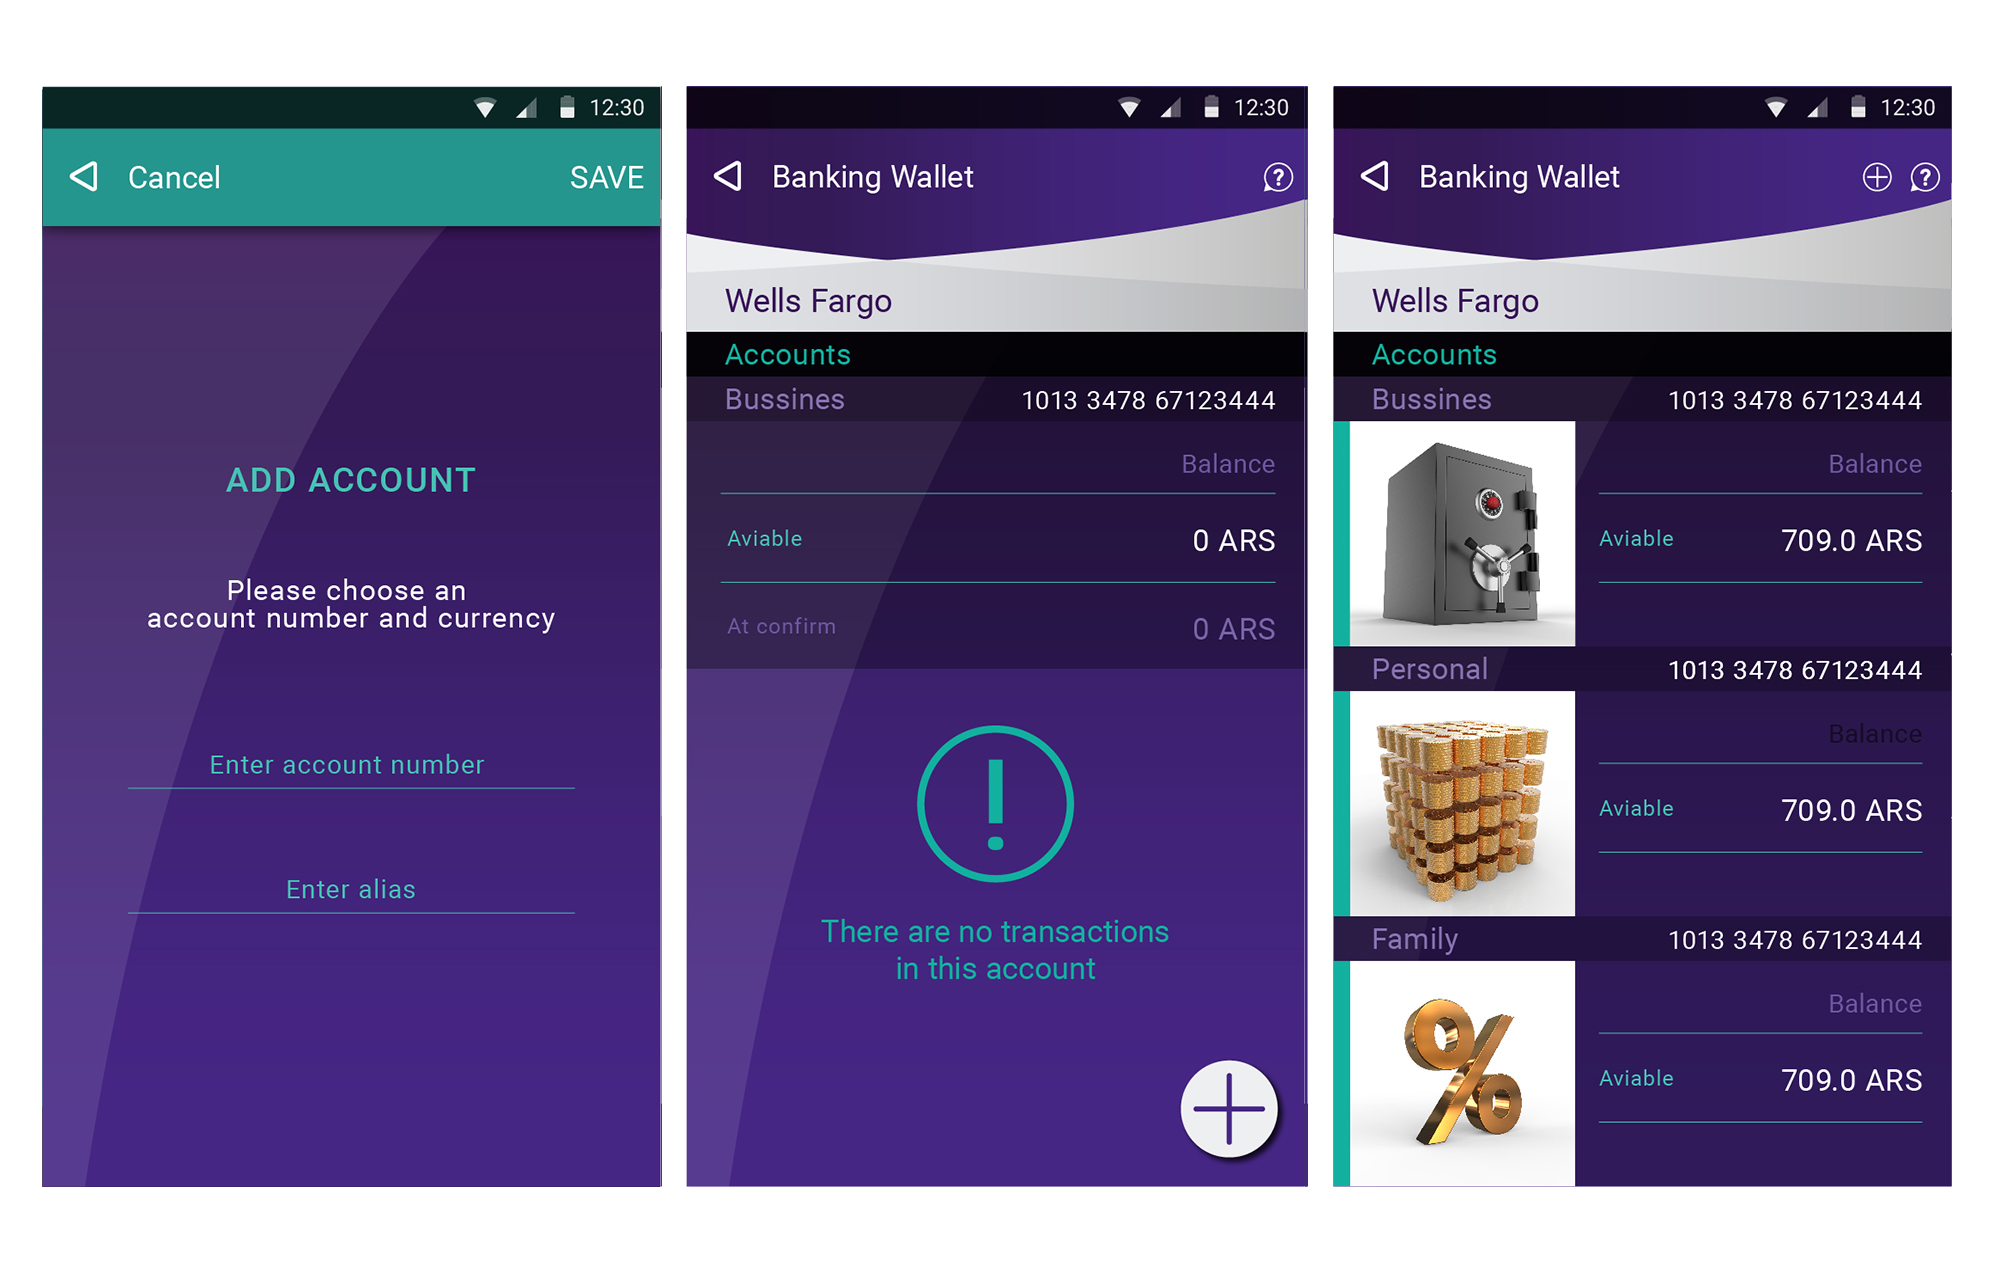 12:30
Cancel SAVE
ADD ACCOUNT
Please choose an
account number and currency
Enter account number
Enter alias
12:30
Banking Wallet ?
Wells Fargo
Accounts
Bussines 1013 3478 67123444
Balance
Aviable 0 ARS
At confirm 0 ARS
!
There are no transactions
in this account
12:30
Banking Wallet ?
Wells Fargo
Accounts
Bussines 1013 3478 67123444
Balance
Aviable 709.0 ARS
Personal 1013 3478 67123444
Balance
Aviable 709.0 ARS
Family 1013 3478 67123444
Balance
%
Aviable 709.0 ARS